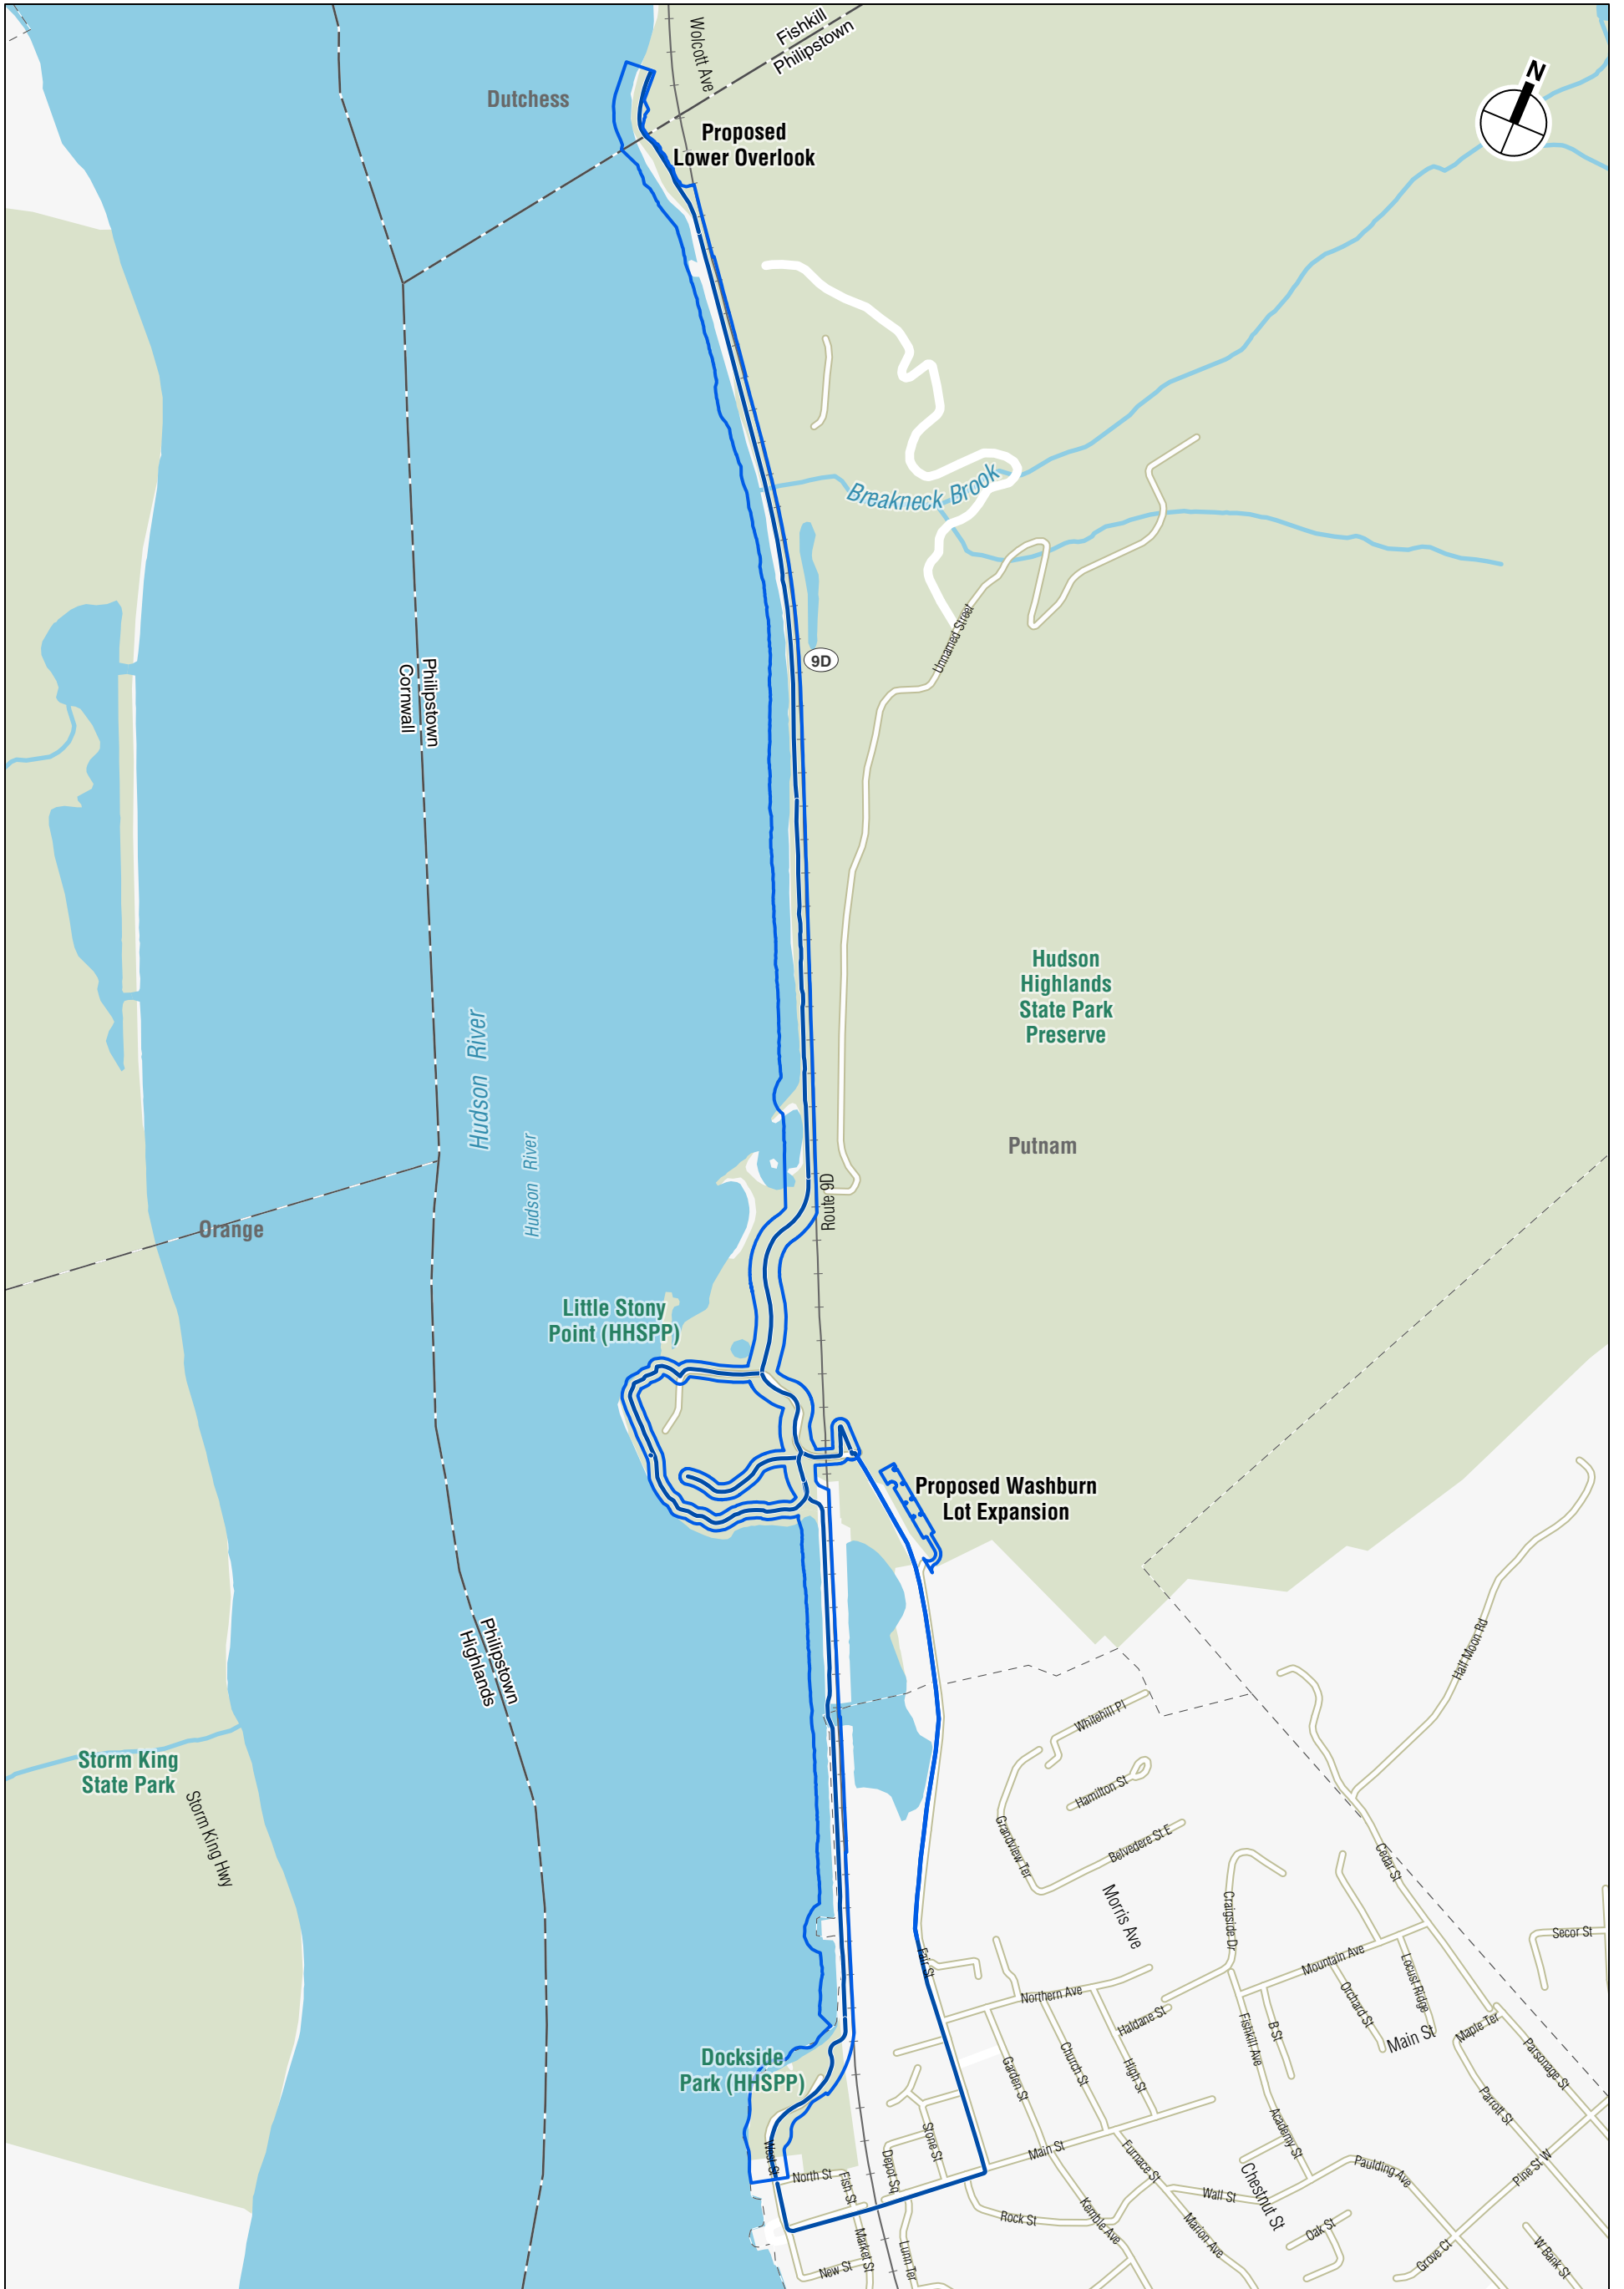 Fishkill
Philipstown
Wolcott Ave
N
Dutchess
Proposed
Lower Overlook
Breakneck Brook
Unnamed Street
9D
Philipstown
Cornwall
Hudson
Highlands
State Park
Preserve
Hudson River
Hudson River
Putnam
Route 9D
Orange
Little Stony
Point (HHSPP)
Proposed Washburn
Lot Expansion
Philipstown
Highlands
Half Moon Rd
Whitehill Pl
Storm King
State Park
Storm King Hwy
Hamilton St
Grandview Ter
Belvedere St E
Cedar St
Morris Ave
Craigside Dr
Secor St
Fair St
Mountain Ave
Locust Ridge
Northern Ave
Orchard St
Haldane St
Fishkill Ave
B St
Main St
Maple Ter
Parsonage St
Dockside
Park (HHSPP)
Garden St
Church St
High St
Parrott St
Academy St
Stone St
Main St
Depot Sq
West St
North St
Fish St
Furnace St
Paulding Ave
Pine St W
Wall St
Chestnut St
Rock St
Kemble Ave
Marion Ave
Oak St
Market St
Lunn Ter
New St
Grove Ct
W Bank St